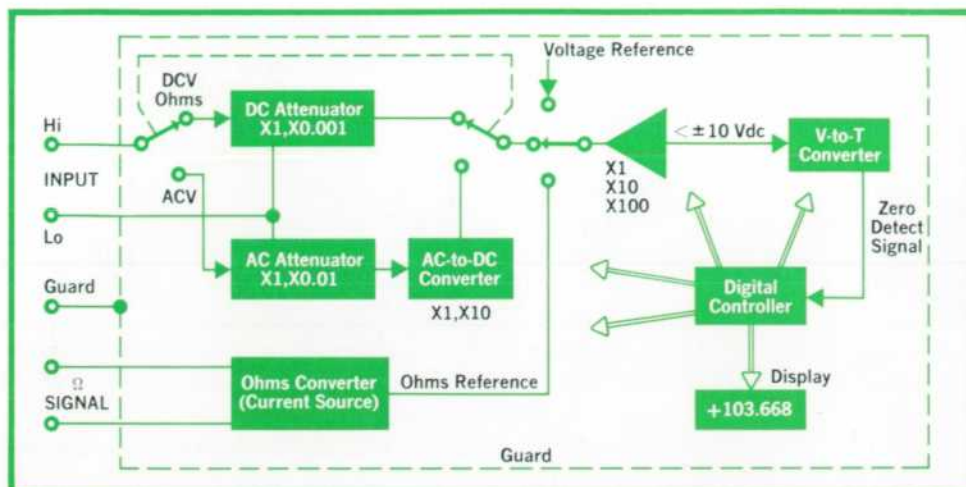 Voltage Reference
DCV
Ohms
Hi
DC Attenuator
X1,X0.001
<±10 Vdc
V-to-T
Converter
INPUT
ACV
X1
X10
X100
Lo
Zero
Detect
Signal
AC Attenuator
X1,X0.01
AC-to-DC
Converter
Guard
X1,X10
Digital
Controller
Ω
SIGNAL
Ohms Converter
(Current Source)
Ohms Reference
Display
+103.668
Guard